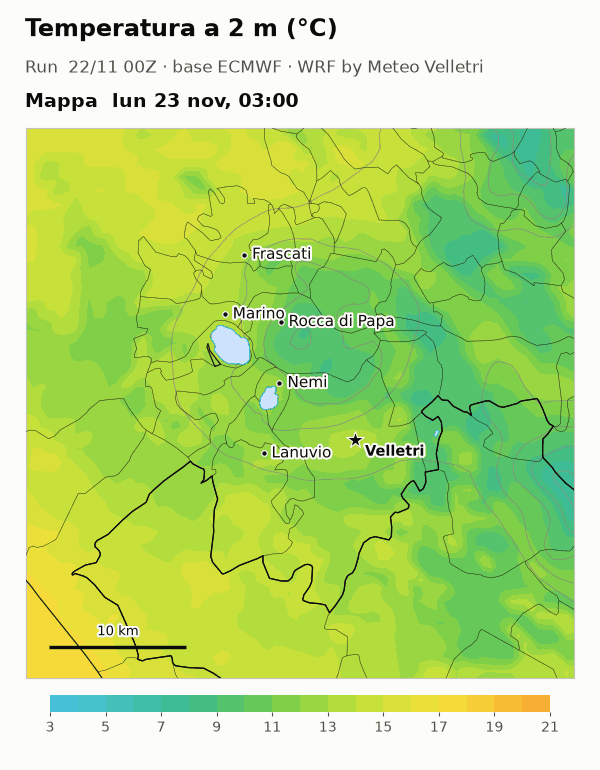 Temperatura a 2 m (°C)
Run  22/11 00Z · base ECMWF · WRF by Meteo Velletri
Mappa  lun 23 nov, 03:00
Frascati
Marino
Rocca di Papa
Nemi
Velletri
Lanuvio
10 km
3 5 7 9 11 13 15 17 19 21